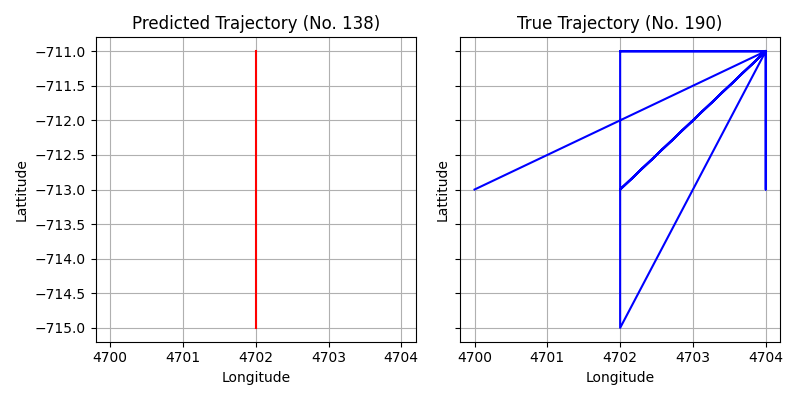 Predicted Trajectory (No. 138)
True Trajectory (No. 190)
−711.0
−711.5
−712.0
−712.5
−713.0
−713.5
−714.0
−714.5
−715.0
Lattitude
Lattitude
4700 4701 4702 4703 4704
4700 4701 4702 4703 4704
Longitude
Longitude